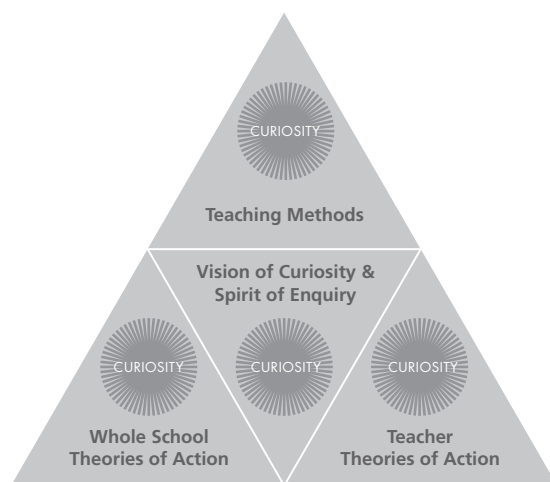 CURIOSITY
Teaching Methods
Vision of Curiosity &
Spirit of Enquiry
CURIOSITY
CURIOSITY
CURIOSITY
Whole School
Theories of Action
Teacher
Theories of Action